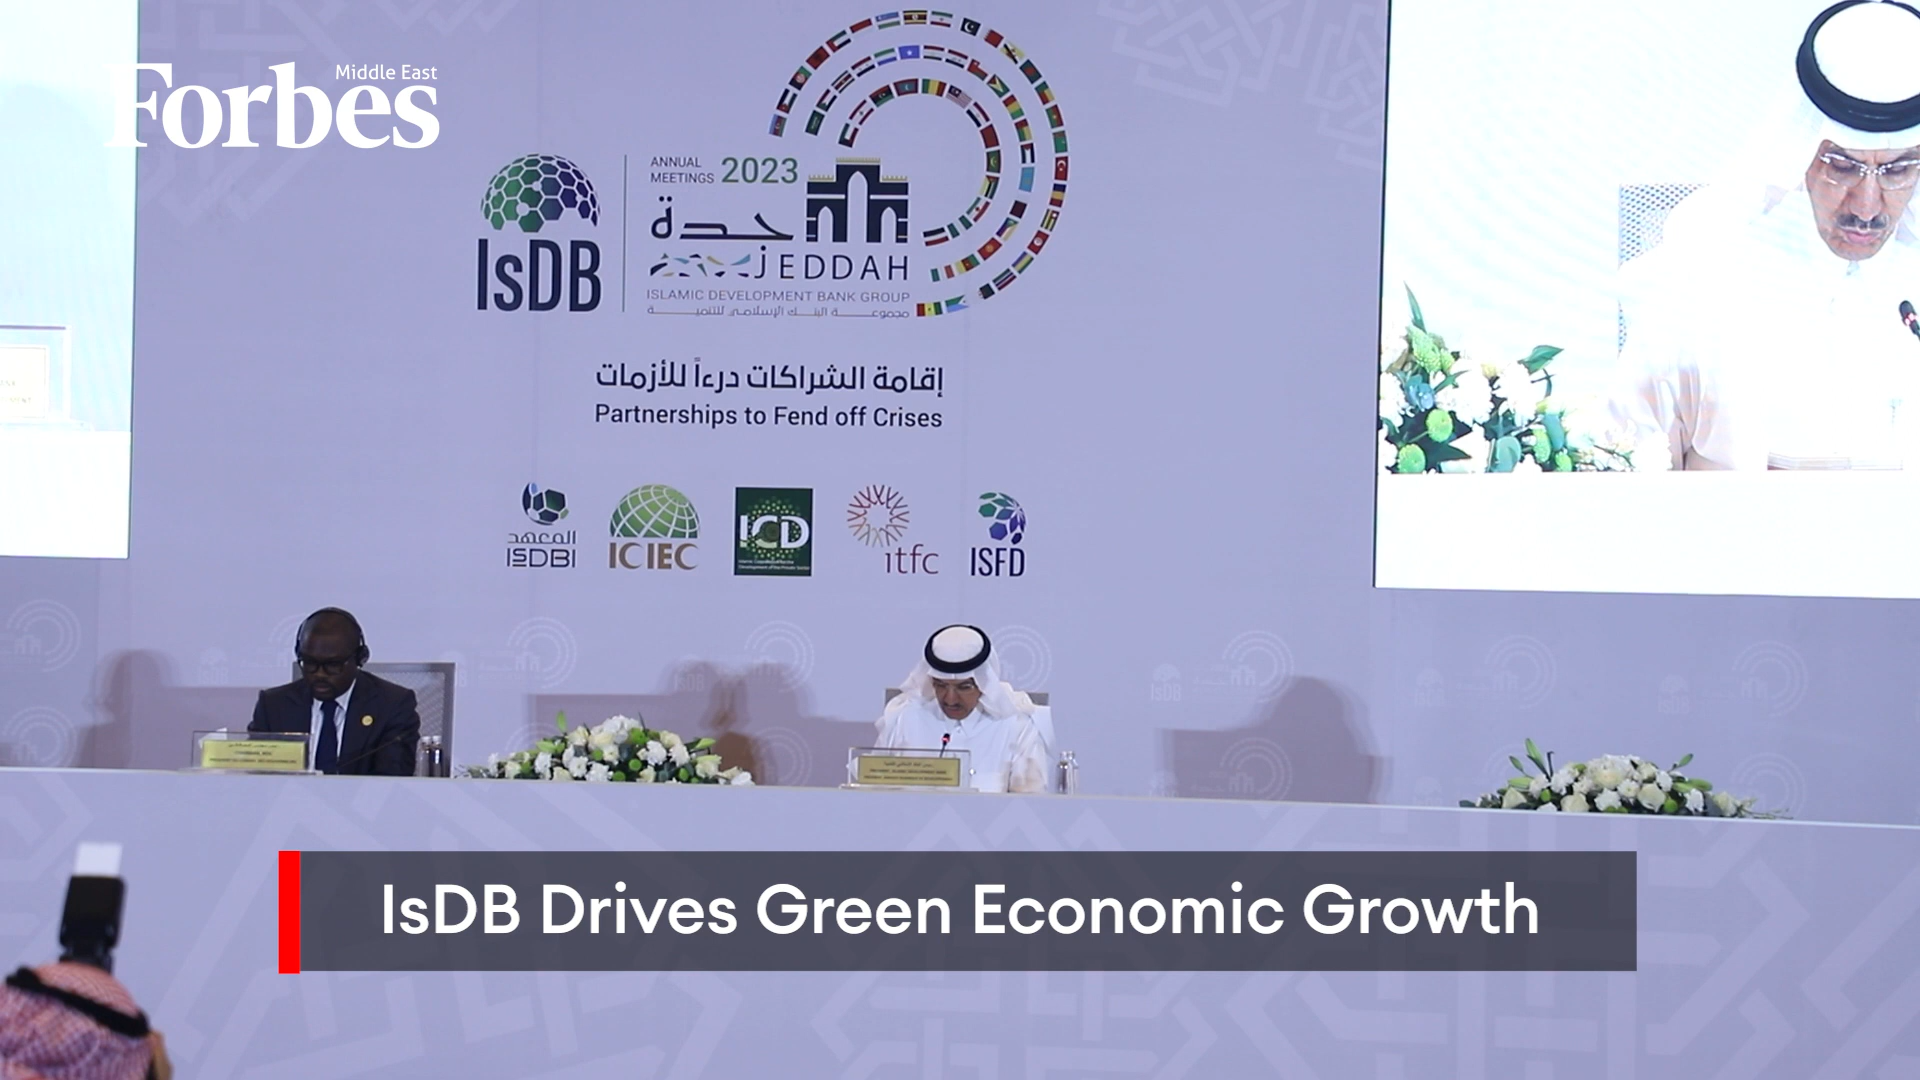 Middle East
Forbes
ANNUAL
MEETINGS 2023
جدة
JEDDAH
IsDB
ISLAMIC DEVELOPMENT BANK GROUP
مجموعة البنك الإسلامي للتنمية
إقامة الشراكات درءاً للأزمات
Partnerships to Fend off Crises
المعهد
ISDBI
ICIEC
ICD
itfc
ISFD
IsDB Drives Green Economic Growth